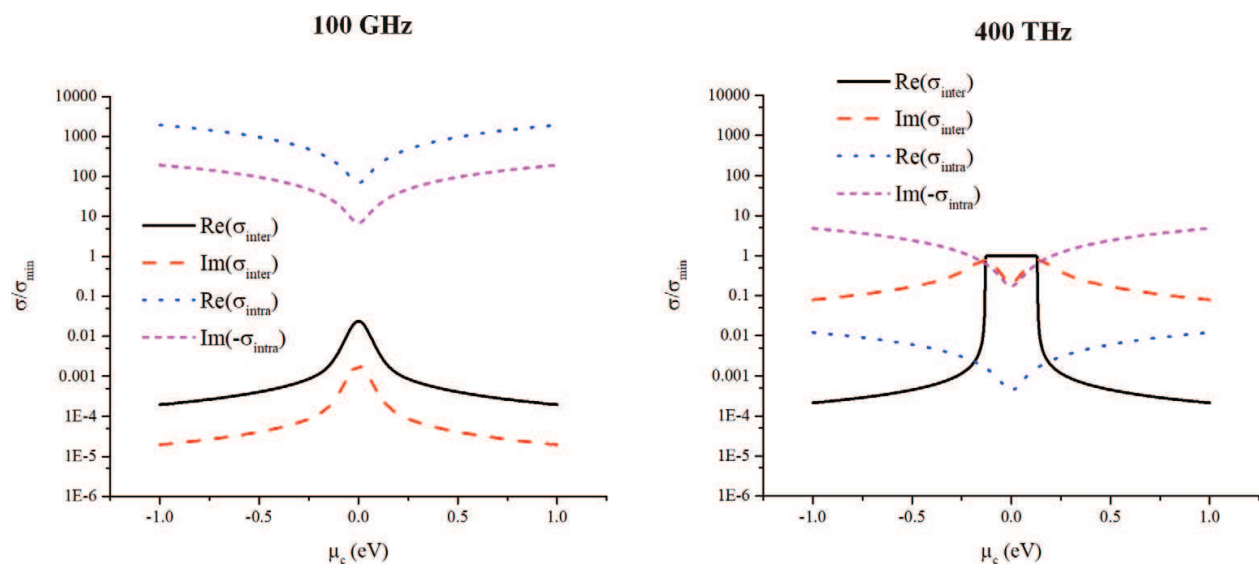 100 GHz
10000
1000
100
10
1
0.1
0.01
0.001
1E-4
1E-5
1E-6
σ/σmin
Re(σinter)
Im(σinter)
Re(σintra)
Im(-σintra)
-1.0
-0.5
0.0
0.5
1.0
μc (eV)
400 THz
Re(σinter)
Im(σinter)
Re(σintra)
Im(-σintra)
10000
1000
100
10
1
0.1
0.01
0.001
1E-4
1E-5
1E-6
σ/σmin
-1.0
-0.5
0.0
0.5
1.0
μc (eV)